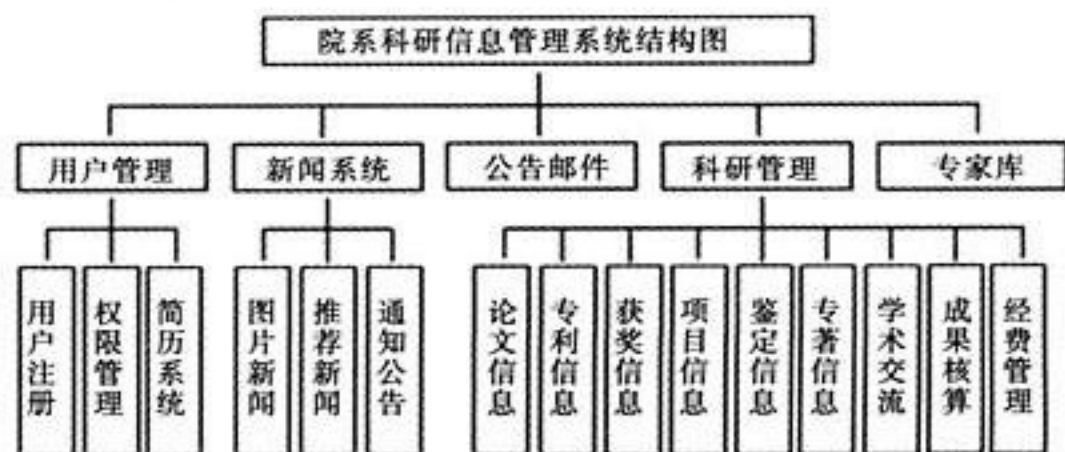 院系科研信息管理系统结构图
用户管理
新闻系统
公告邮件
科研管理
专家库
用户注册
权限管理
简历系统
图片新闻
推荐新闻
通知公告
论文信息
专利信息
获奖信息
项目信息
鉴定信息
专著信息
学术交流
成果核算
经费管理